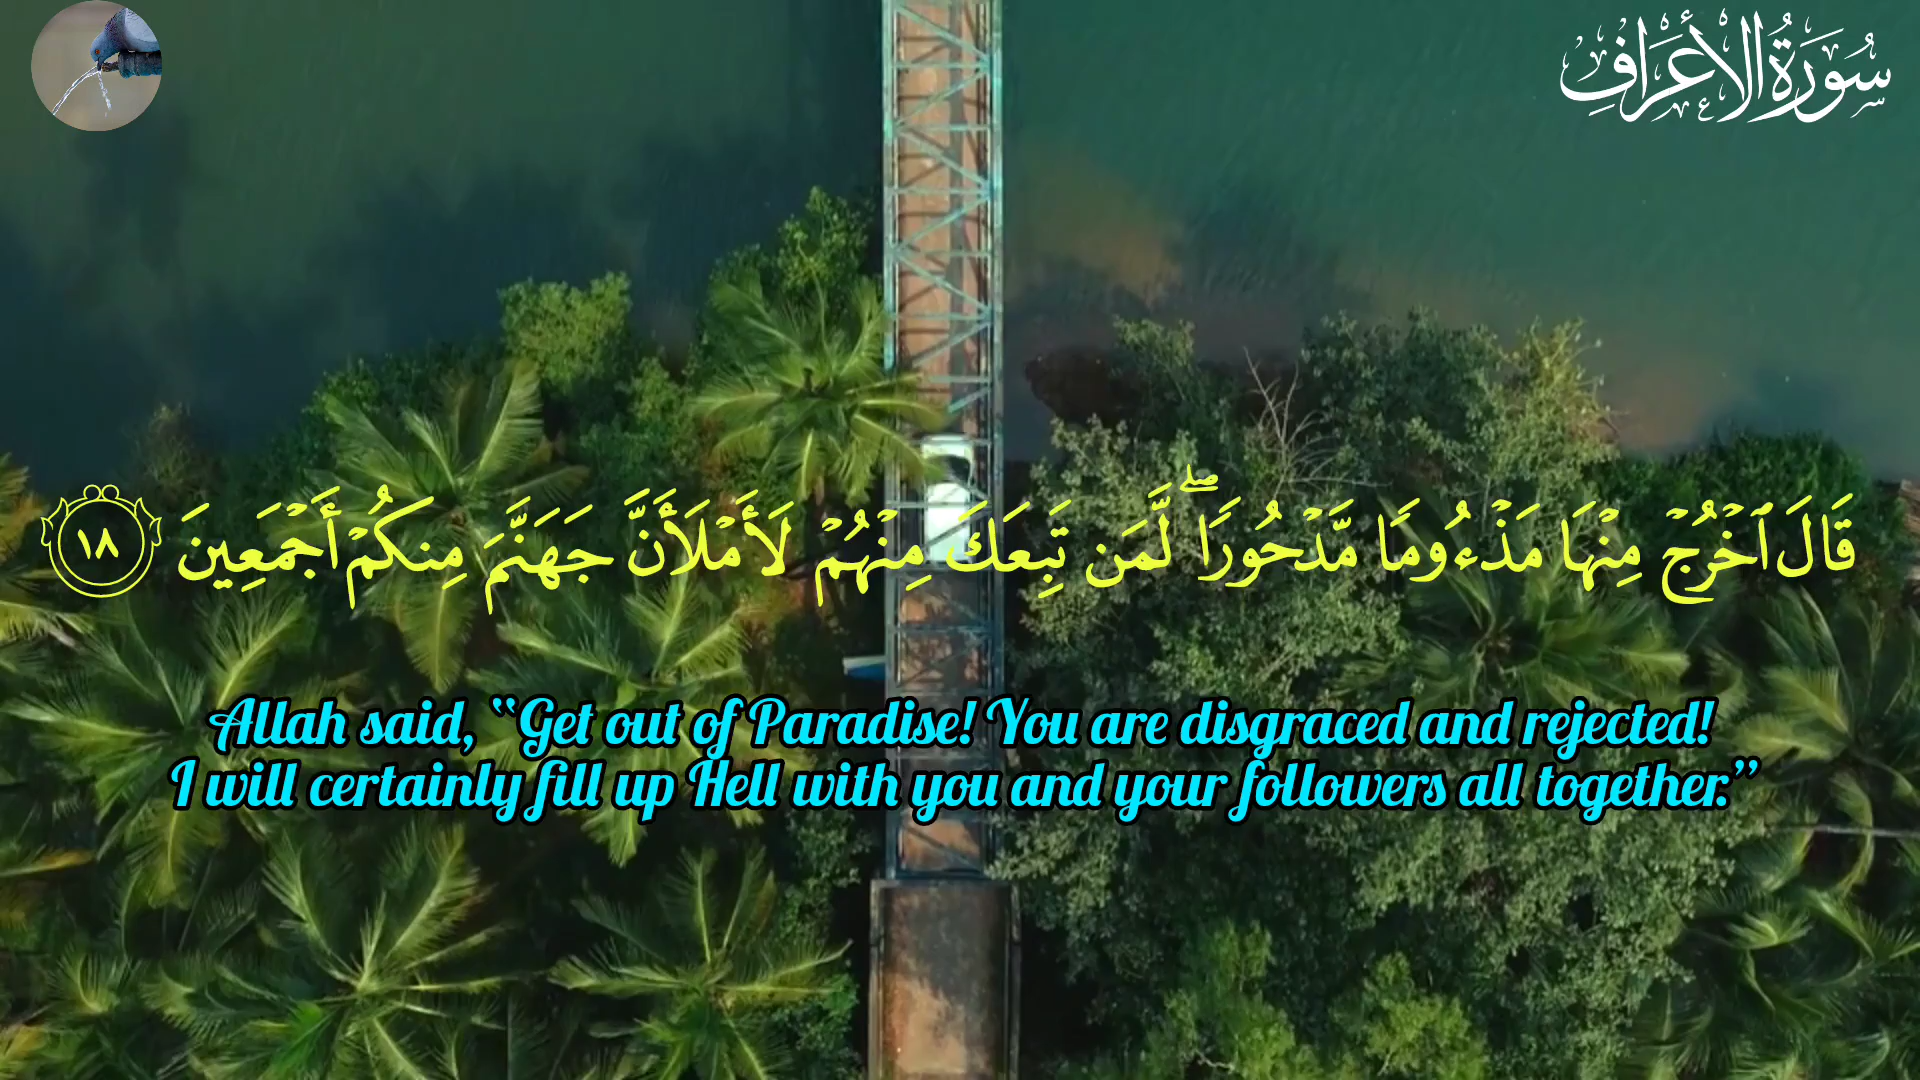 سُورَةُ الأَعْرَافِ
قَالَ ٱخۡرُجۡ مِنۡهَا مَذۡءُومٗا مَّدۡحُورٗاۖ لَّمَن تَبِعَكَ مِنۡهُمۡ لَأَمۡلَأَنَّ جَهَنَّمَ مِنكُمۡ أَجۡمَعِينَ ١٨
Allah said, “Get out of Paradise! You are disgraced and rejected!
I will certainly fill up Hell with you and your followers all together.”